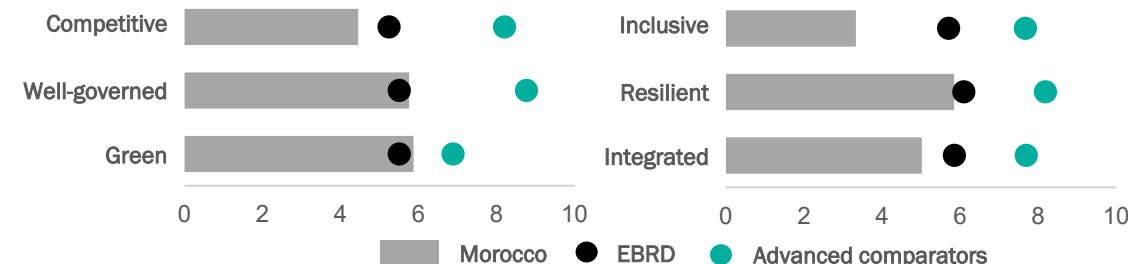 Competitive
Well-governed
Green
0 2 4 6 8 10
Inclusive
Resilient
Integrated
0 2 4 6 8 10
Morocco EBRD Advanced comparators